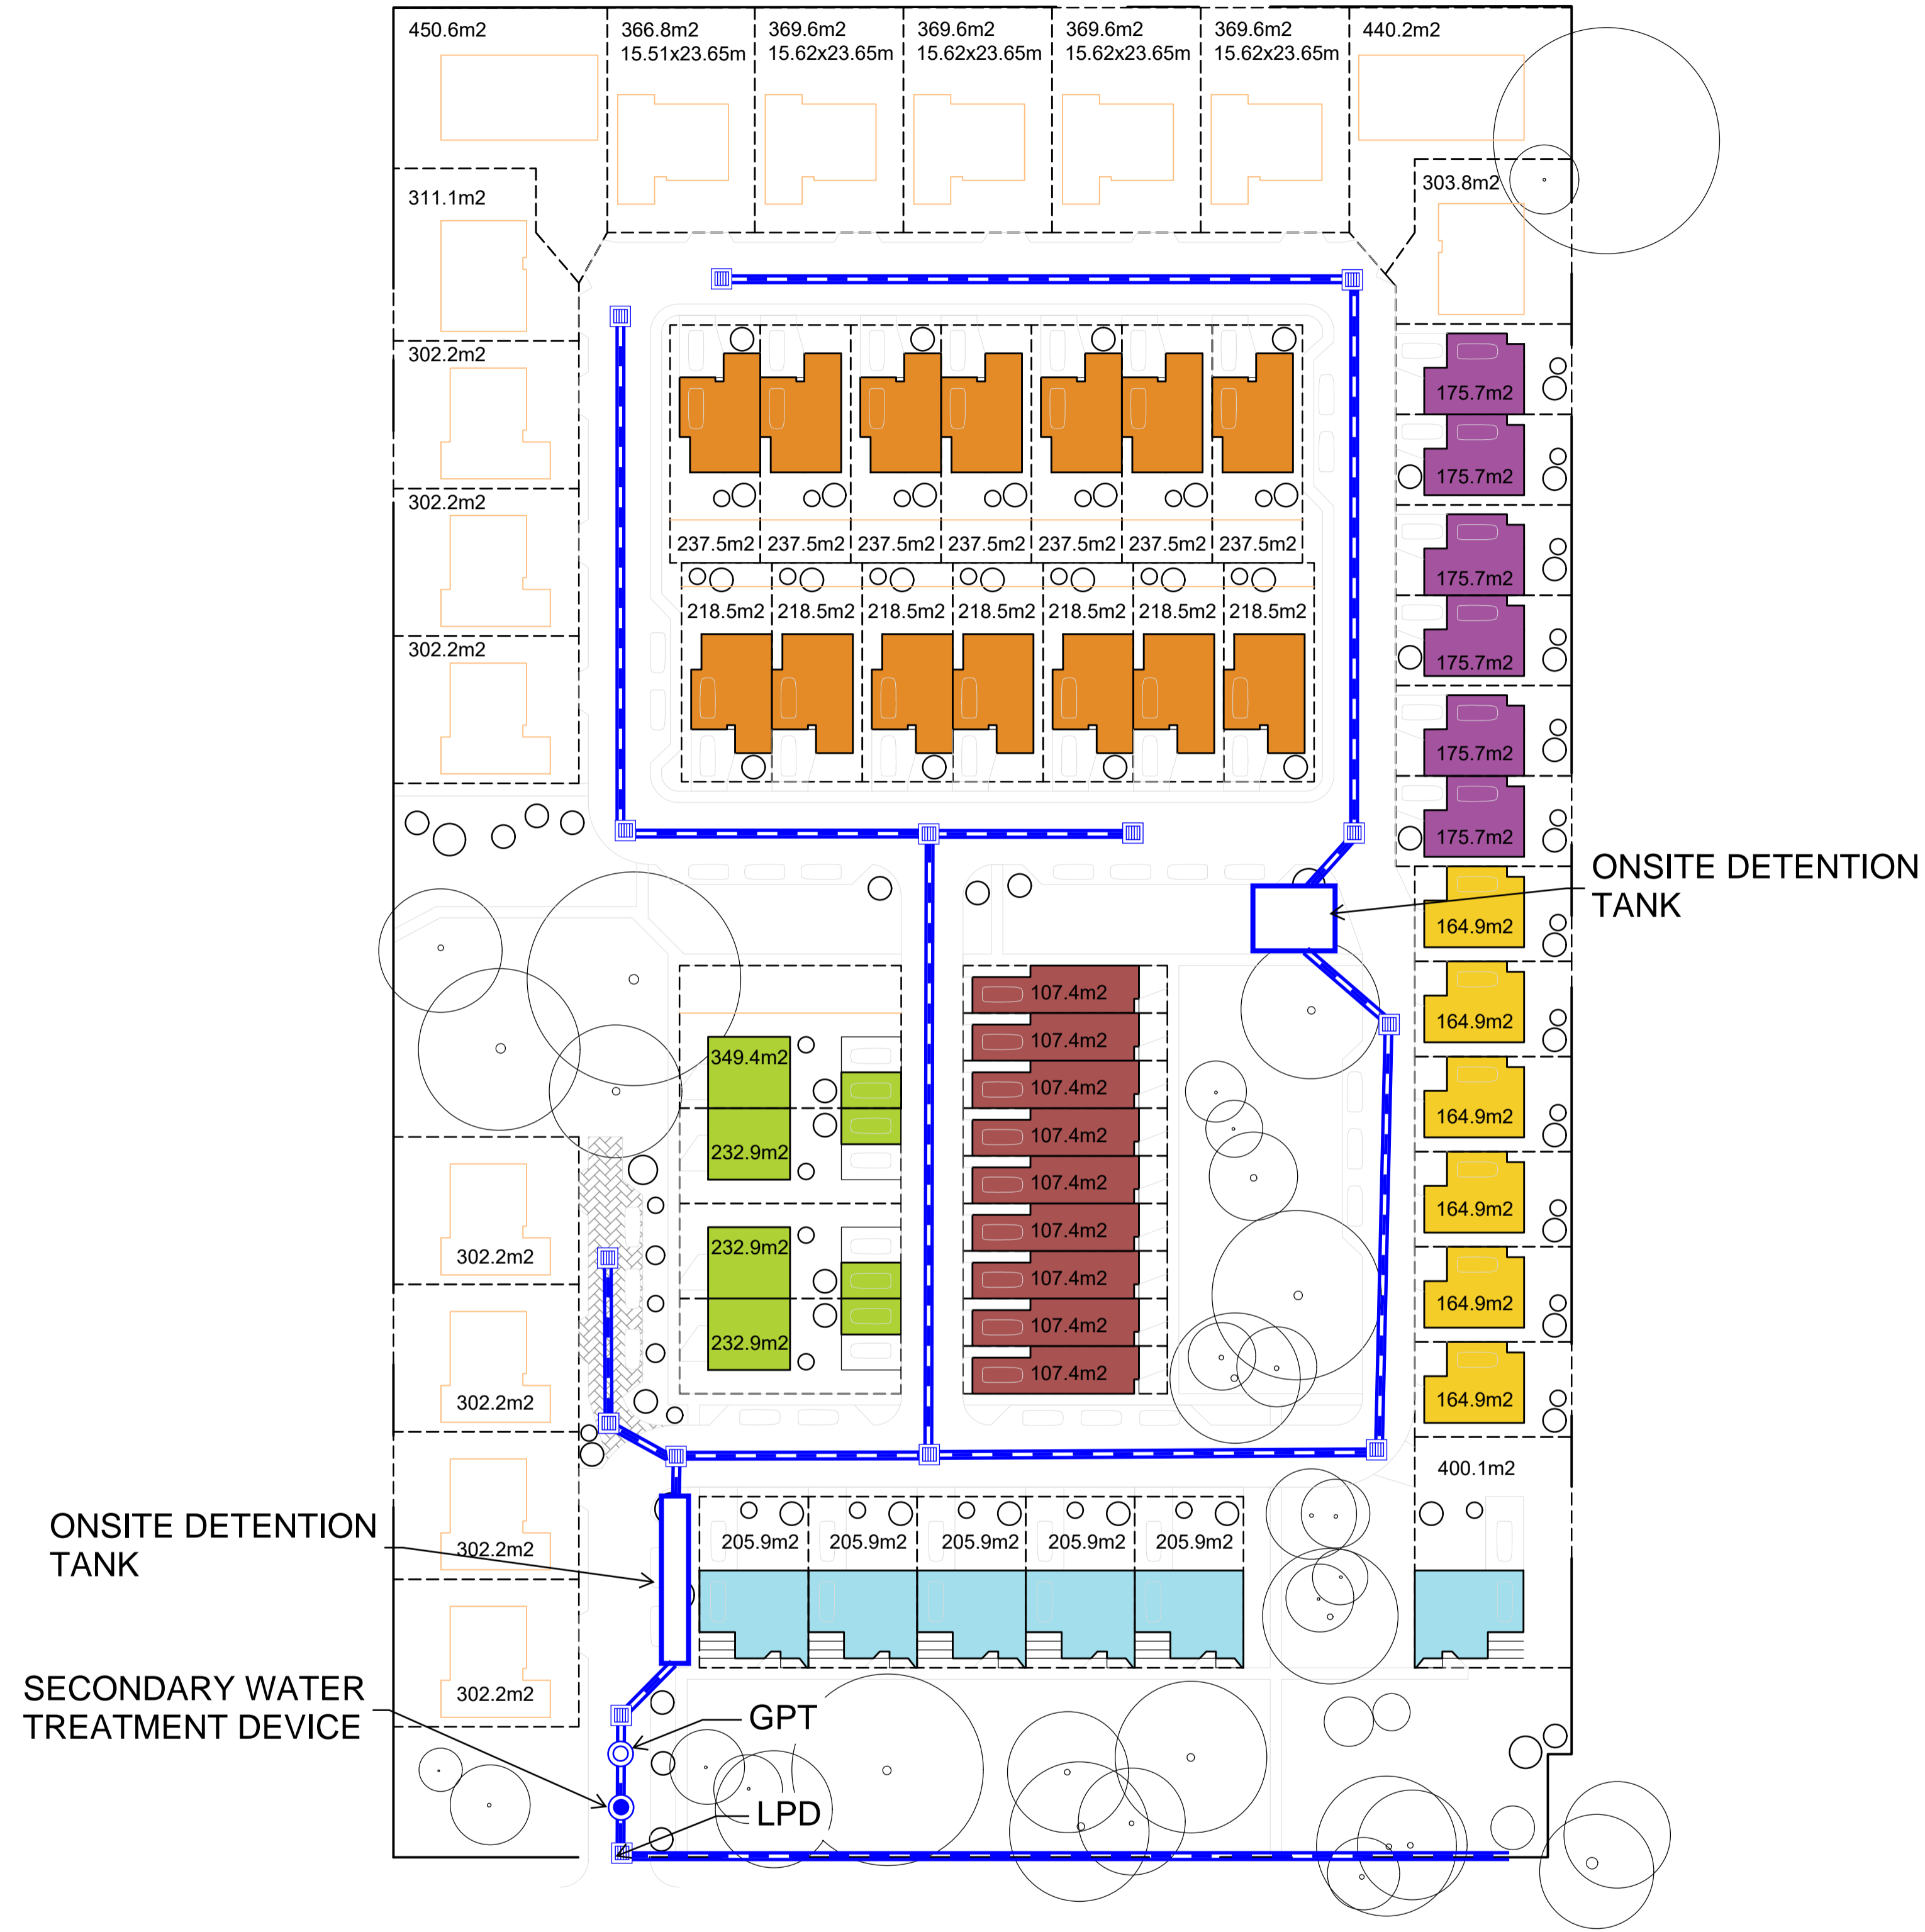 450.6m2
366.8m2
15.51x23.65m
369.6m2
15.62x23.65m
369.6m2
15.62x23.65m
369.6m2
15.62x23.65m
369.6m2
15.62x23.65m
440.2m2
311.1m2
303.8m2
302.2m2
302.2m2
302.2m2
237.5m2
237.5m2
237.5m2
237.5m2
237.5m2
237.5m2
237.5m2
218.5m2
218.5m2
218.5m2
218.5m2
218.5m2
218.5m2
218.5m2
175.7m2
175.7m2
175.7m2
175.7m2
175.7m2
175.7m2
ONSITE DETENTION
TANK
164.9m2
164.9m2
164.9m2
164.9m2
164.9m2
164.9m2
349.4m2
232.9m2
232.9m2
232.9m2
107.4m2
107.4m2
107.4m2
107.4m2
107.4m2
107.4m2
107.4m2
107.4m2
107.4m2
302.2m2
302.2m2
302.2m2
302.2m2
400.1m2
205.9m2
205.9m2
205.9m2
205.9m2
205.9m2
ONSITE DETENTION
TANK
SECONDARY WATER
TREATMENT DEVICE
GPT
LPD